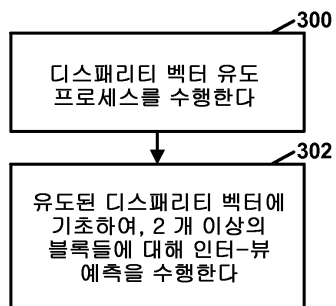 300
디스패리티 벡터 유도
프로세스를 수행한다
302
유도된 디스패리티 벡터에
기초하여, 2 개 이상의
블록들에 대해 인터-뷰
예측을 수행한다